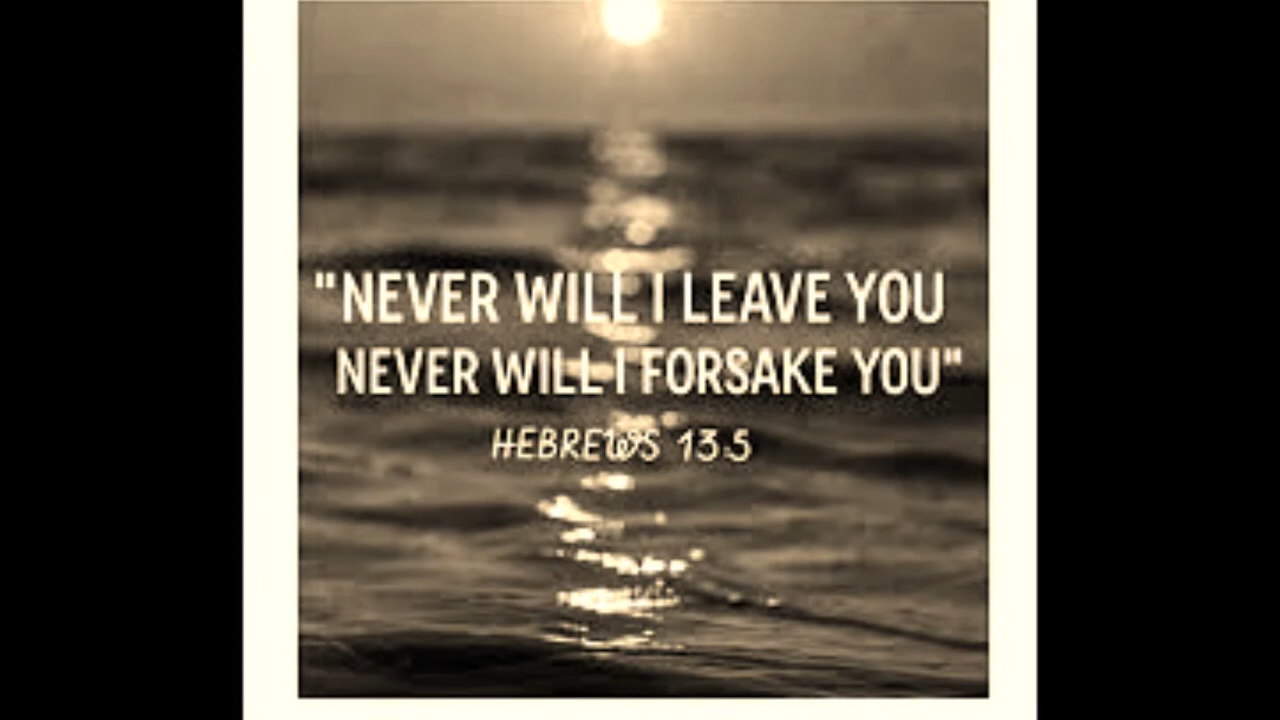 "NEVER WILL I LEAVE YOU
NEVER WILL I FORSAKE YOU"
HEBREWS 13.5